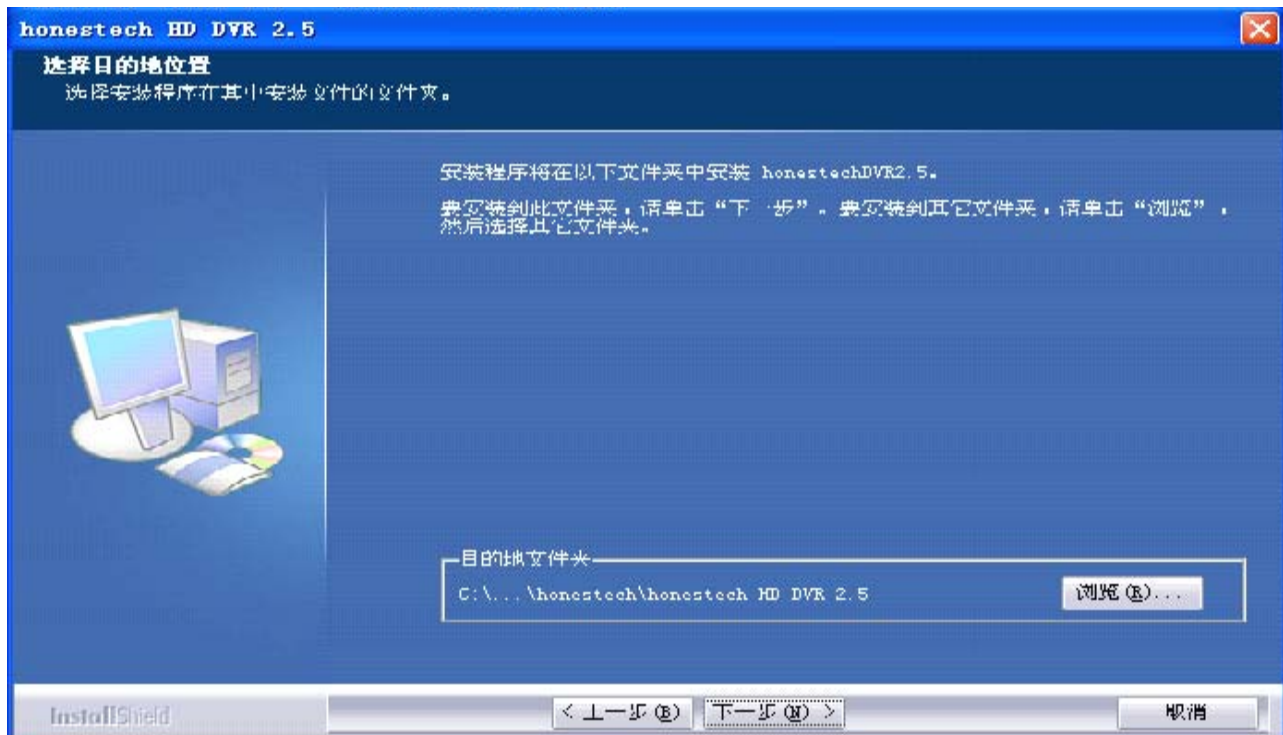 honestech HD DVR 2.5
选择目的地位置
选择安装程序在其中安装文件的文件夹。
安装程序将在以下文件夹中安装 honestechDVR2.5。
要安装到此文件夹，请单击“下一步”。要安装到其它文件夹，请单击“浏览”，
然后选择其它文件夹。
目的地文件夹
C:\...\honestech\honestech HD DVR 2.5
浏览(R)...
InstallShield
< 上一步(B)
下一步(N) >
取消